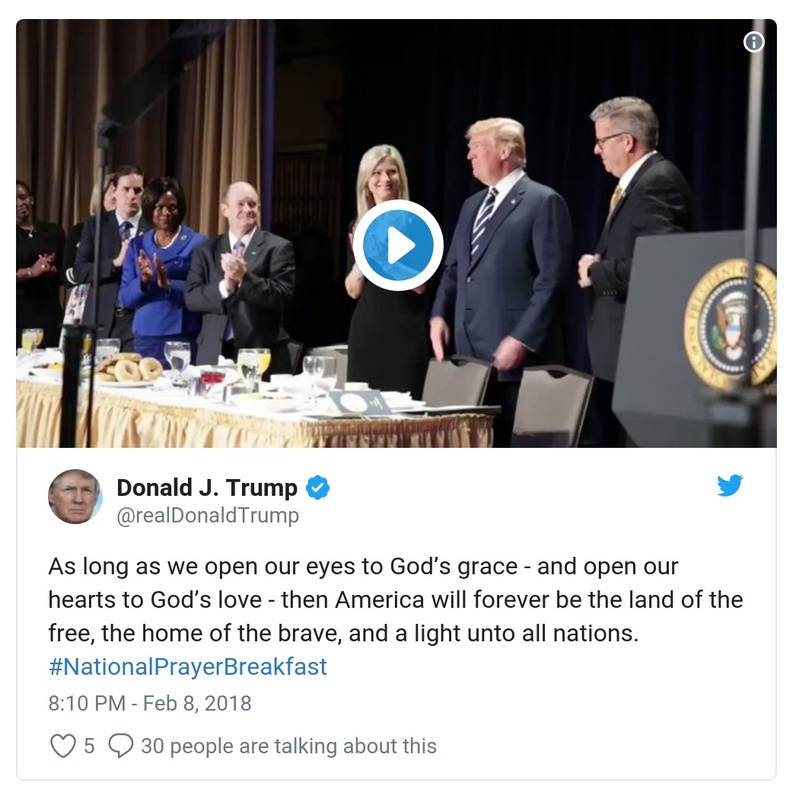 Donald J. Trump
@realDonaldTrump
As long as we open our eyes to God's grace - and open our
hearts to God's love - then America will forever be the land of the
free, the home of the brave, and a light unto all nations.
#NationalPrayerBreakfast
8:10 PM - Feb 8, 2018
5 30 people are talking about this